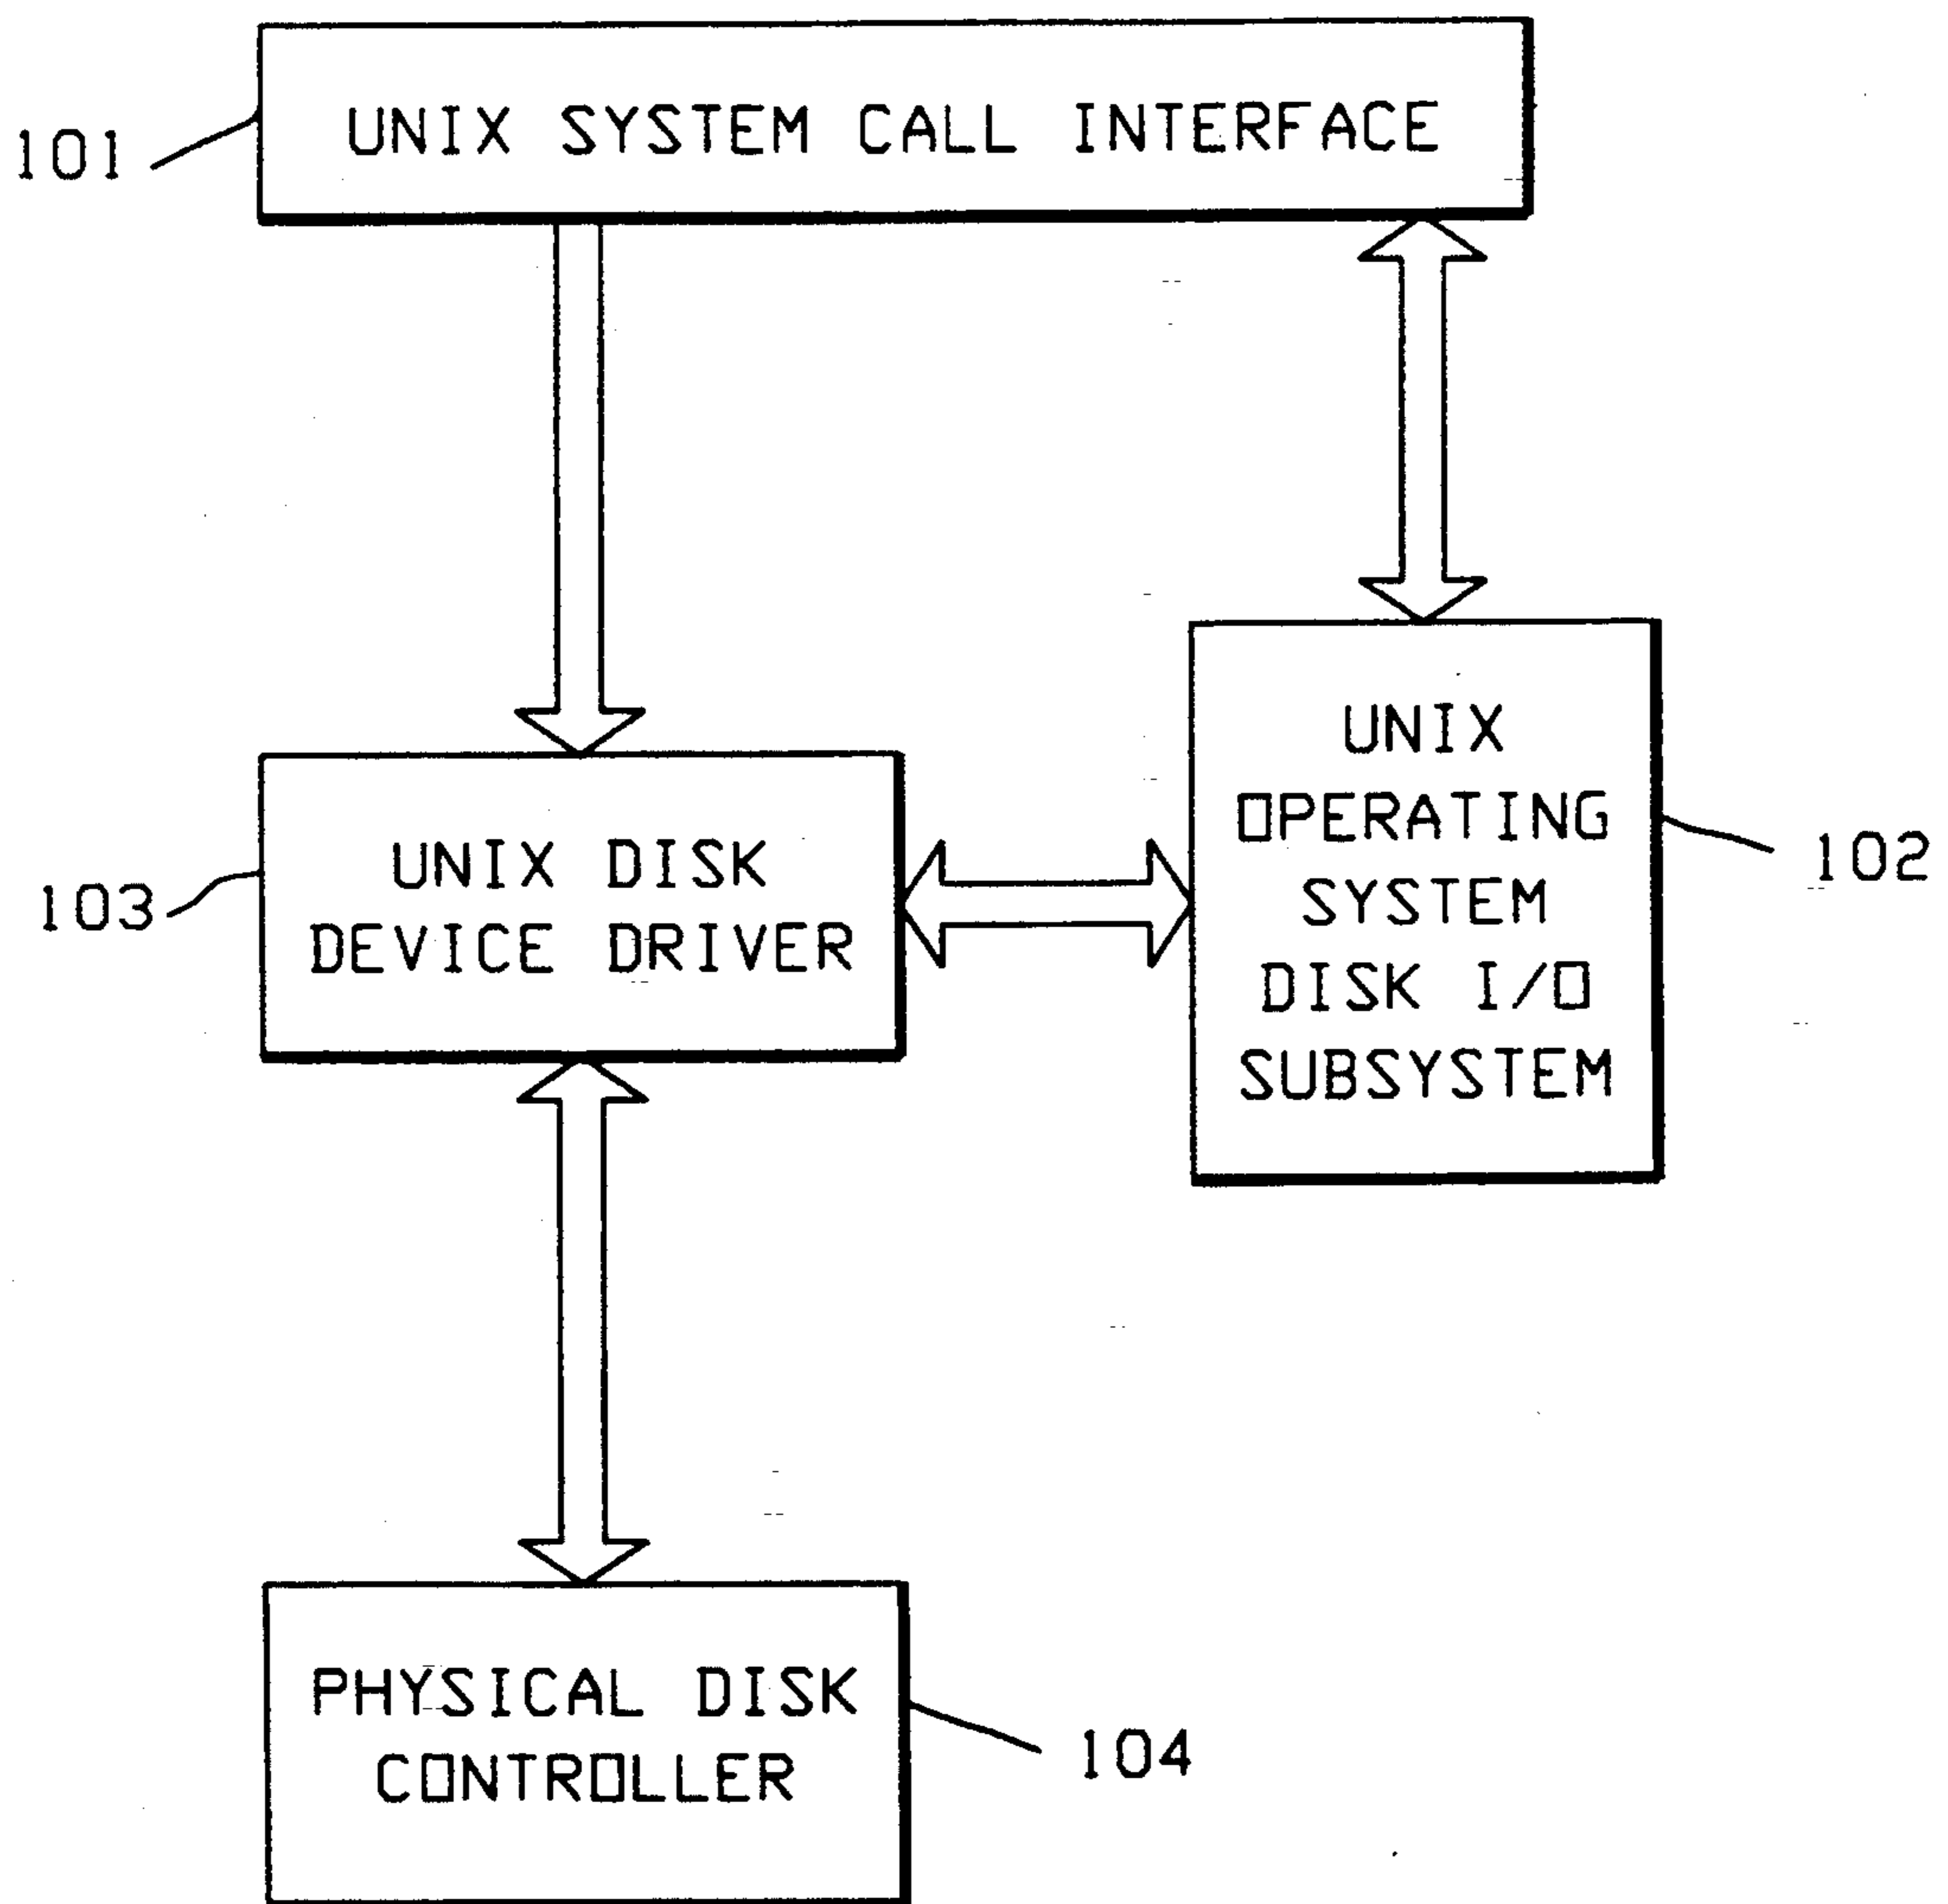 101
UNIX SYSTEM CALL INTERFACE
UNIX
OPERATING
SYSTEM
DISK I/O
SUBSYSTEM
102
103
UNIX DISK
DEVICE DRIVER
PHYSICAL DISK
CONTROLLER
104